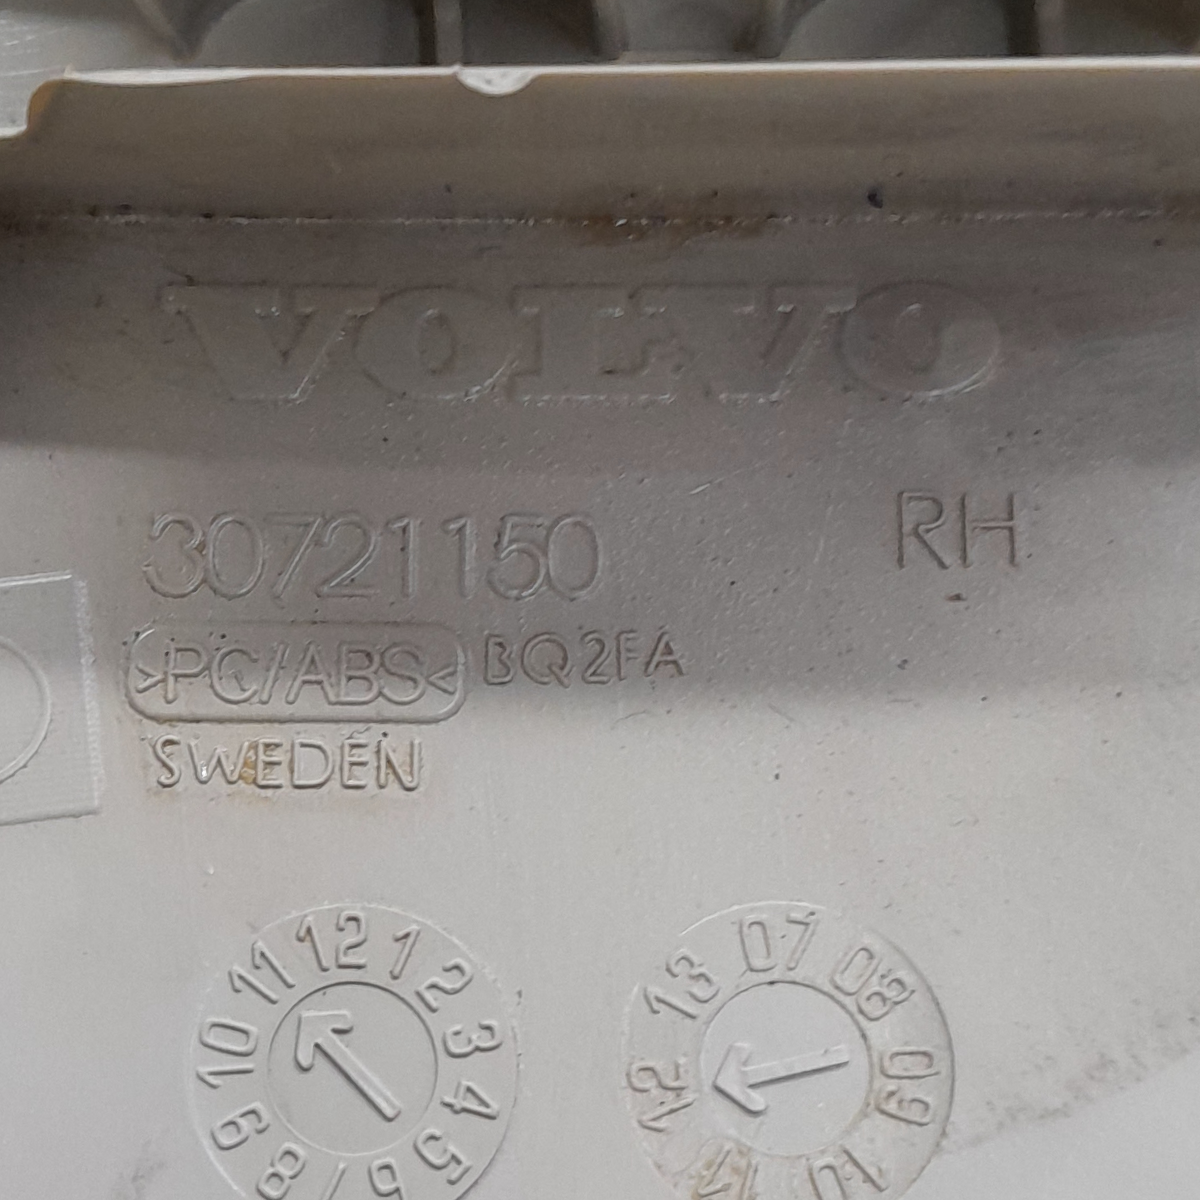 VOLVO
30721150 RH
>PC/ABS< BQ2FA
SWEDEN
12 1 2 3 4 5 6 7 8 9 10 11
07 08 09 10 11 12 13